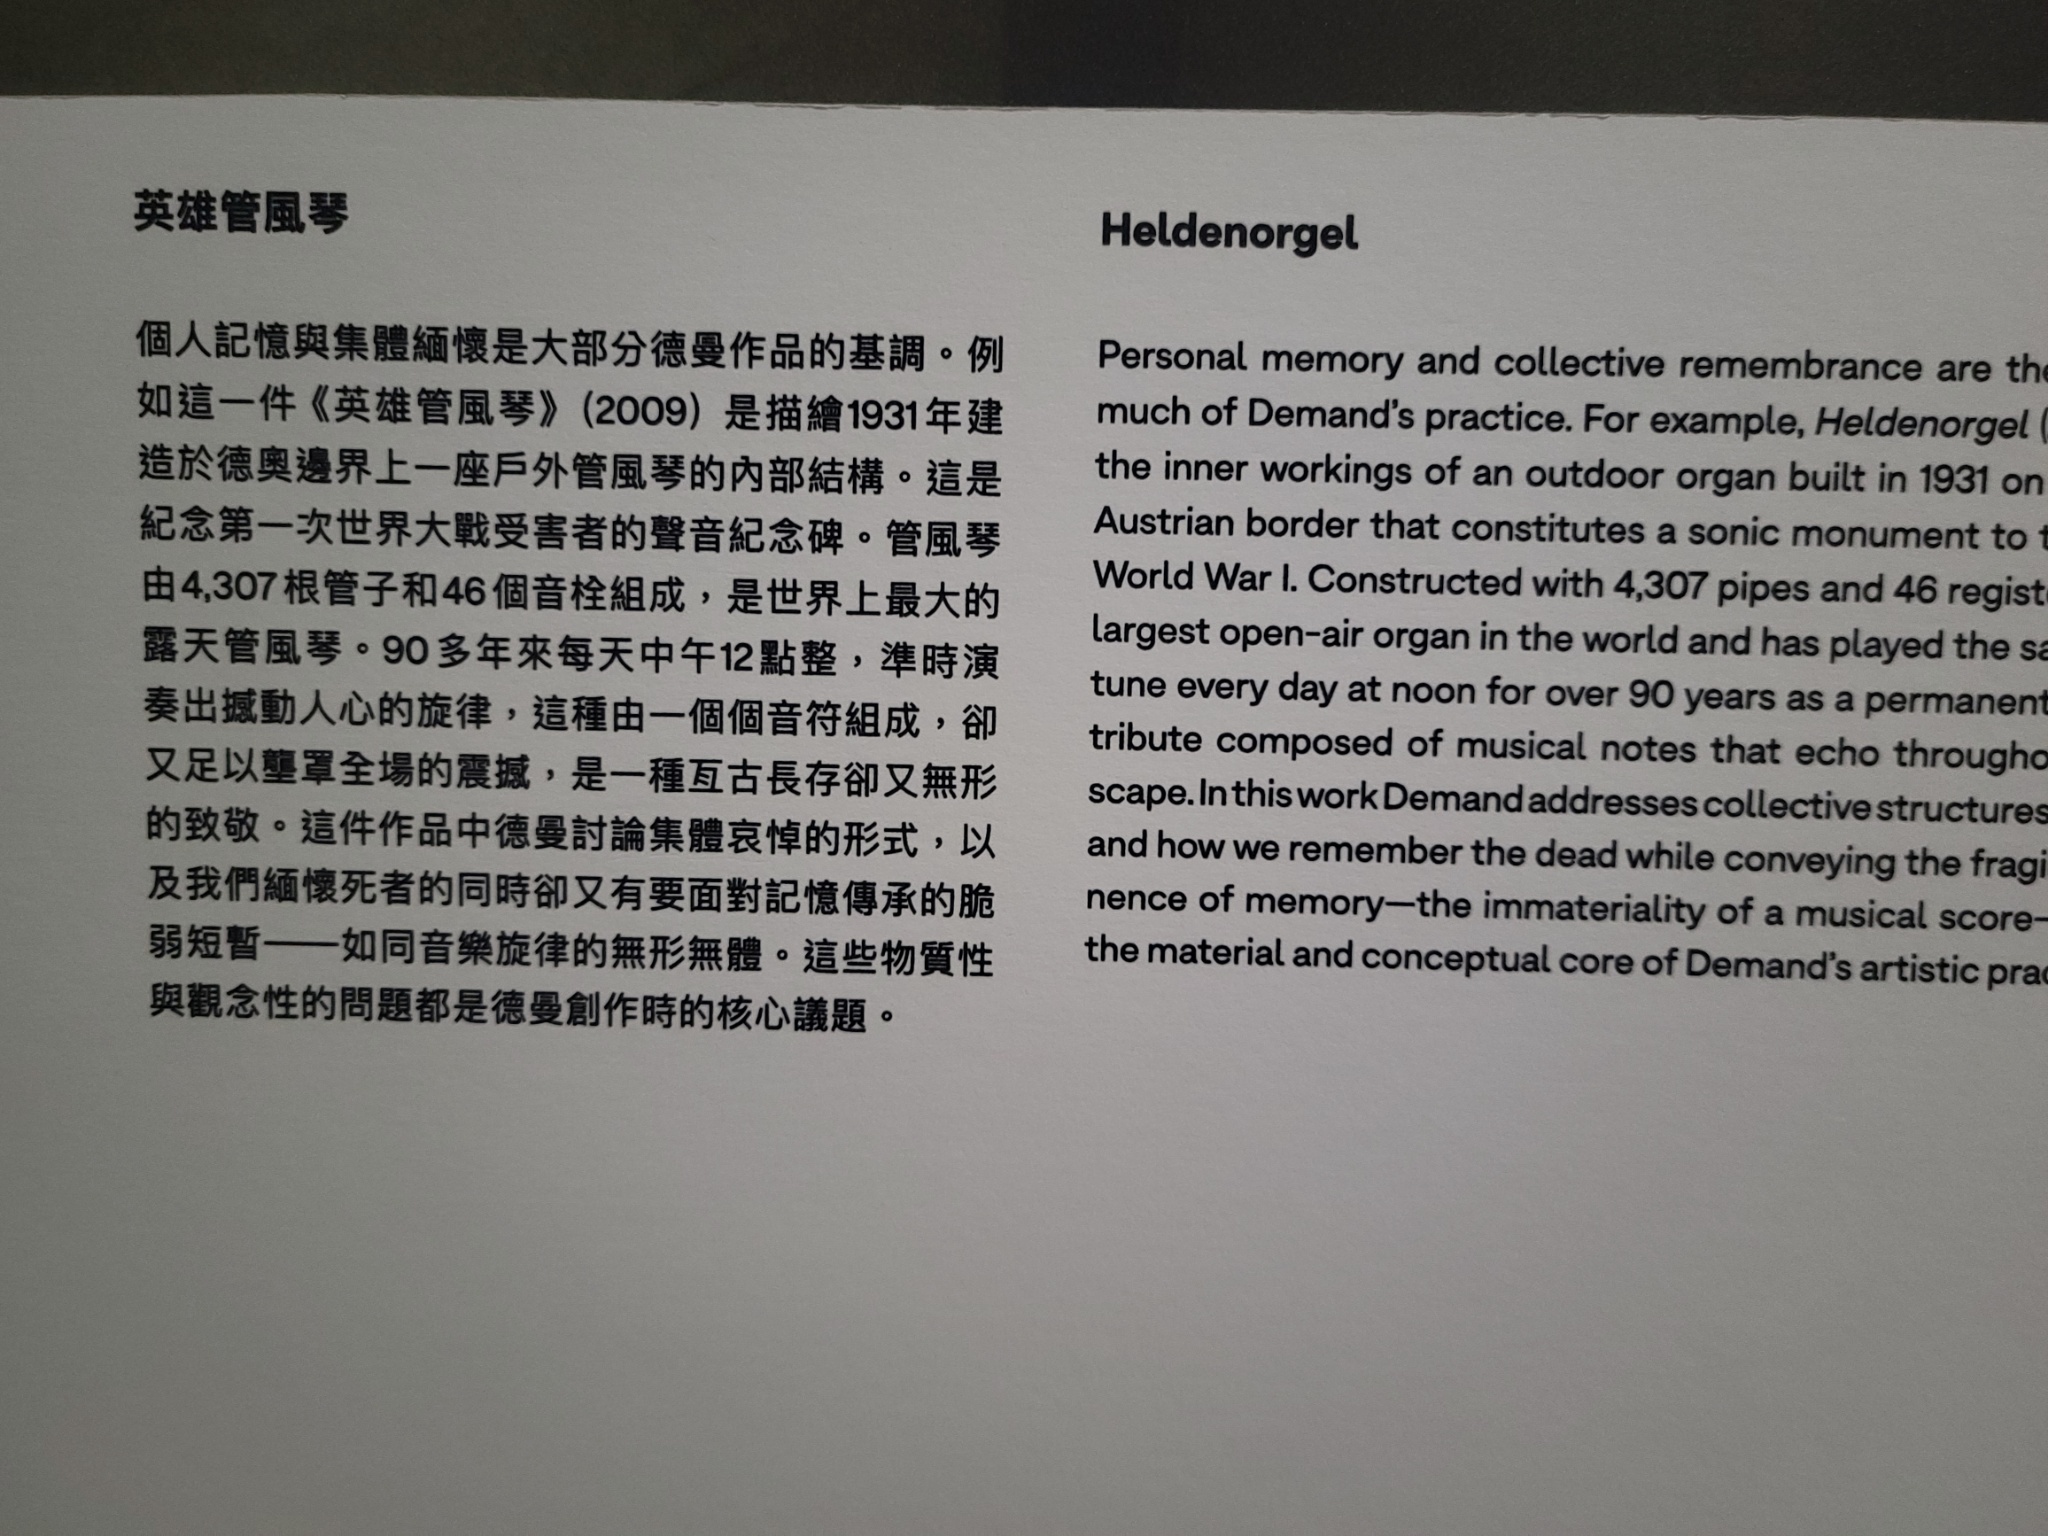 英雄管風琴
個人記憶與集體緬懷是大部分德曼作品的基調。例
如這一件《英雄管風琴》(2009) 是描繪1931年建
造於德奧邊界上一座戶外管風琴的內部結構。這是
紀念第一次世界大戰受害者的聲音紀念碑。管風琴
由4,307根管子和46個音栓組成，是世界上最大的
露天管風琴。90多年來每天中午12點整，準時演
奏出撼動人心的旋律，這種由一個個音符組成，卻
又足以壟罩全場的震撼，是一種亙古長存卻又無形
的致敬。這件作品中德曼討論集體哀悼的形式，以
及我們緬懷死者的同時卻又有要面對記憶傳承的脆
弱短暫——如同音樂旋律的無形無體。這些物質性
與觀念性的問題都是德曼創作時的核心議題。
Heldenorgel
Personal memory and collective remembrance are
much of Demand's practice. For example, Heldenorgel (
the inner workings of an outdoor organ built in 1931 on
Austrian border that constitutes a sonic monument to
World War I. Constructed with 4,307 pipes and 46
largest open-air organ in the world and has played the
tune every day at noon for over 90 years as a permanent
tribute composed of musical notes that echo
scape. In this work Demand addresses collective structures
and how we remember the dead while conveying the
nence of memory—the immateriality of a musical score—
the material and conceptual core of Demand's artistic